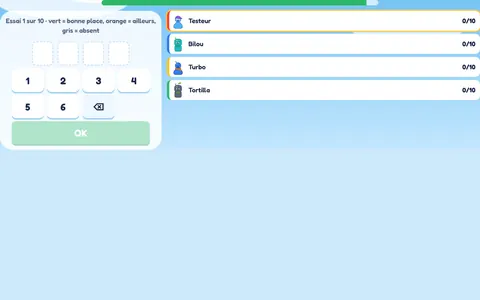 Essai 1 sur 10 · vert = bonne place, orange = ailleurs,
gris = absent
1 2 3 4
5 6
OK
Testeur 0/10
Bilou 0/10
Turbo 0/10
Tortilla 0/10